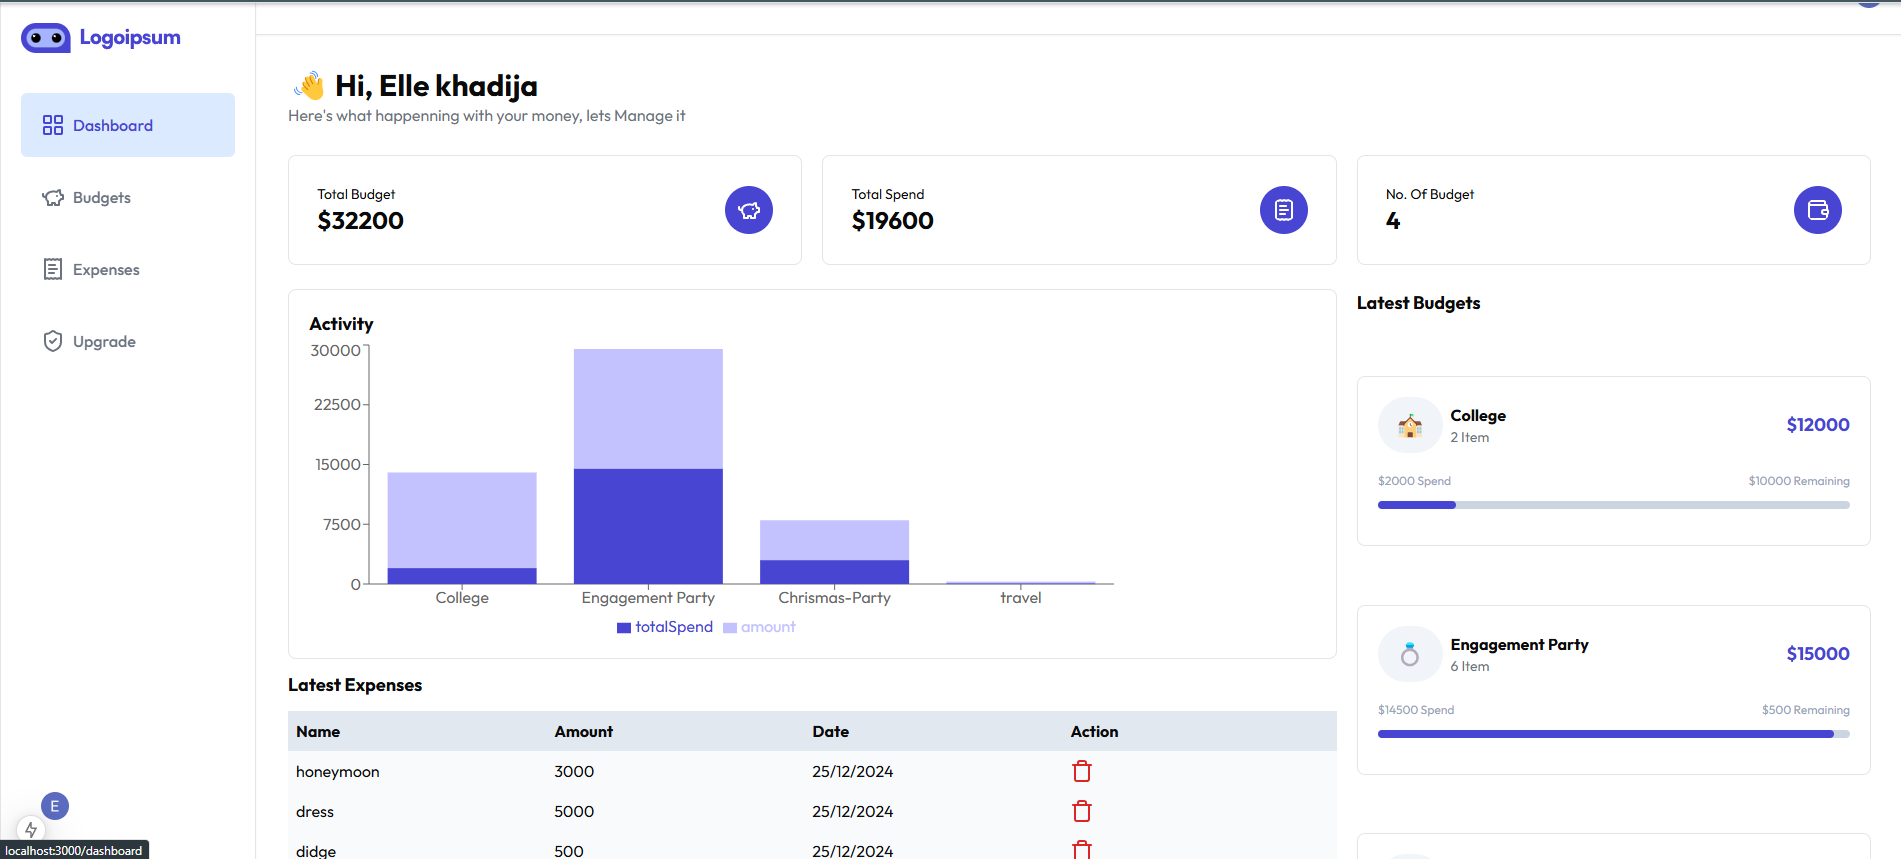 Logoipsum
Dashboard
Budgets
Expenses
Upgrade
E
localhost:3000/dashboard
👋 Hi, Elle khadija
Here's what happenning with your money, lets Manage it
Total Budget
$32200
Total Spend
$19600
No. Of Budget
4
Activity
30000
22500
15000
7500
0
College Engagement Party Chrismas-Party travel
totalSpend amount
Latest Expenses
Name Amount Date Action
honeymoon 3000 25/12/2024
dress 5000 25/12/2024
didge 500 25/12/2024
Latest Budgets
College
2 Item
$12000
$2000 Spend $10000 Remaining
Engagement Party
6 Item
$15000
$14500 Spend $500 Remaining